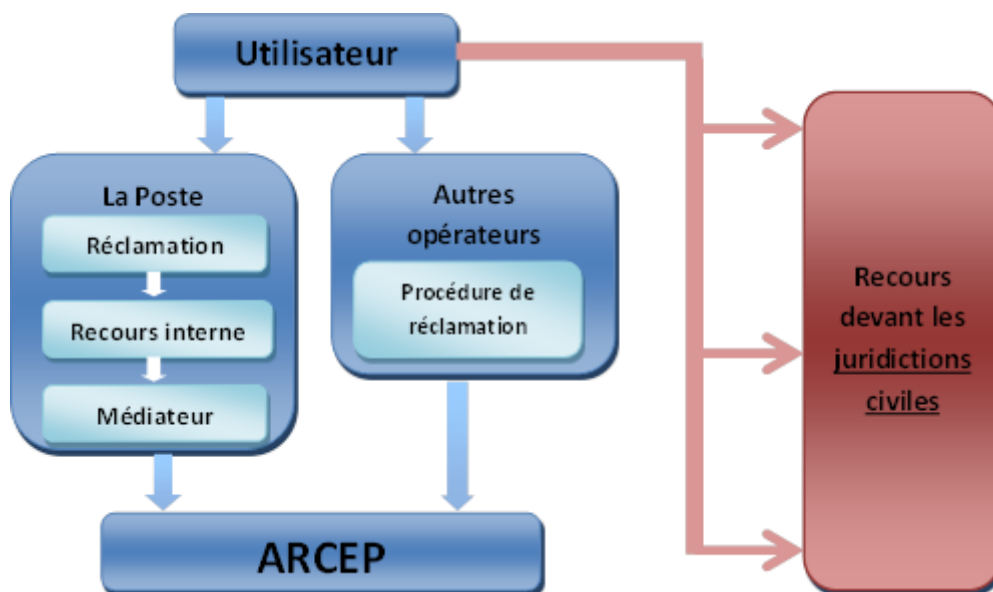 Utilisateur
La Poste
Réclamation
Recours interne
Médiateur
Autres
opérateurs
Procédure de
réclamation
ARCEP
Recours
devant les
juridictions
civiles